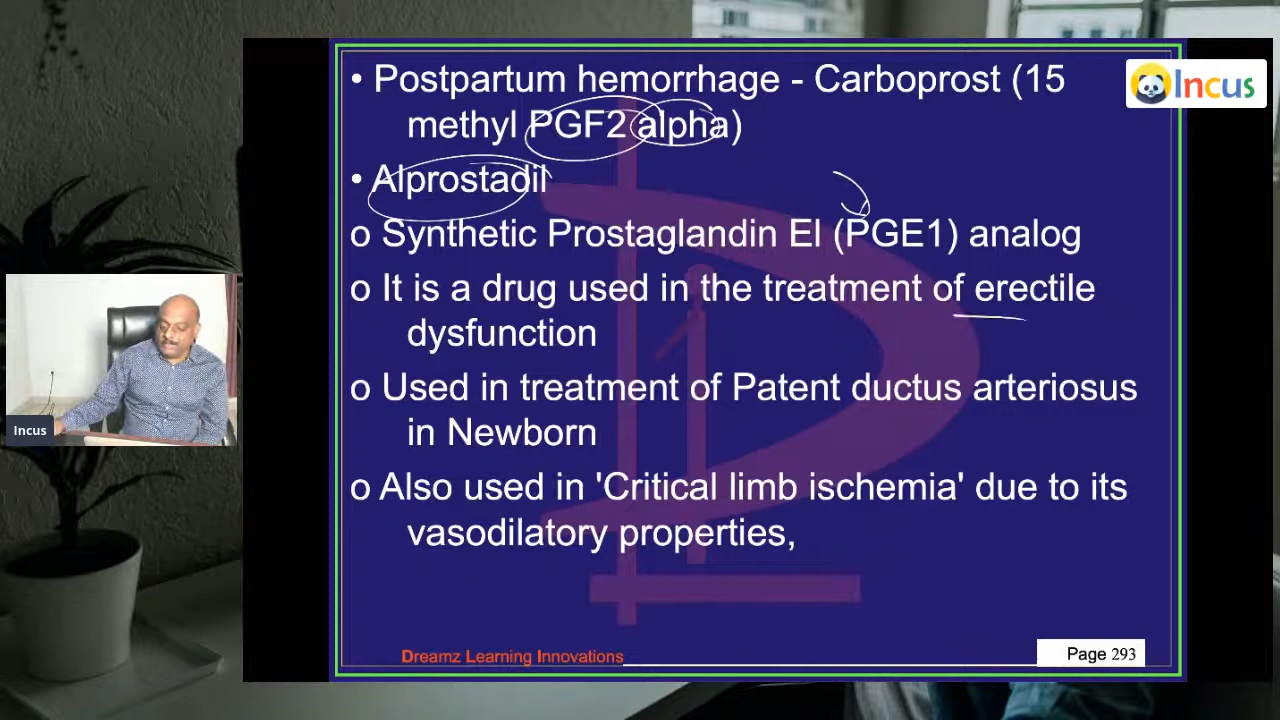 • Postpartum hemorrhage - Carboprost (15
methyl PGF2 alpha)
• Alprostadil
o Synthetic Prostaglandin El (PGE1) analog
o It is a drug used in the treatment of erectile
dysfunction
o Used in treatment of Patent ductus arteriosus
in Newborn
o Also used in 'Critical limb ischemia' due to its
vasodilatory properties,
Dreamz Learning Innovations
Page 293
Incus
Incus